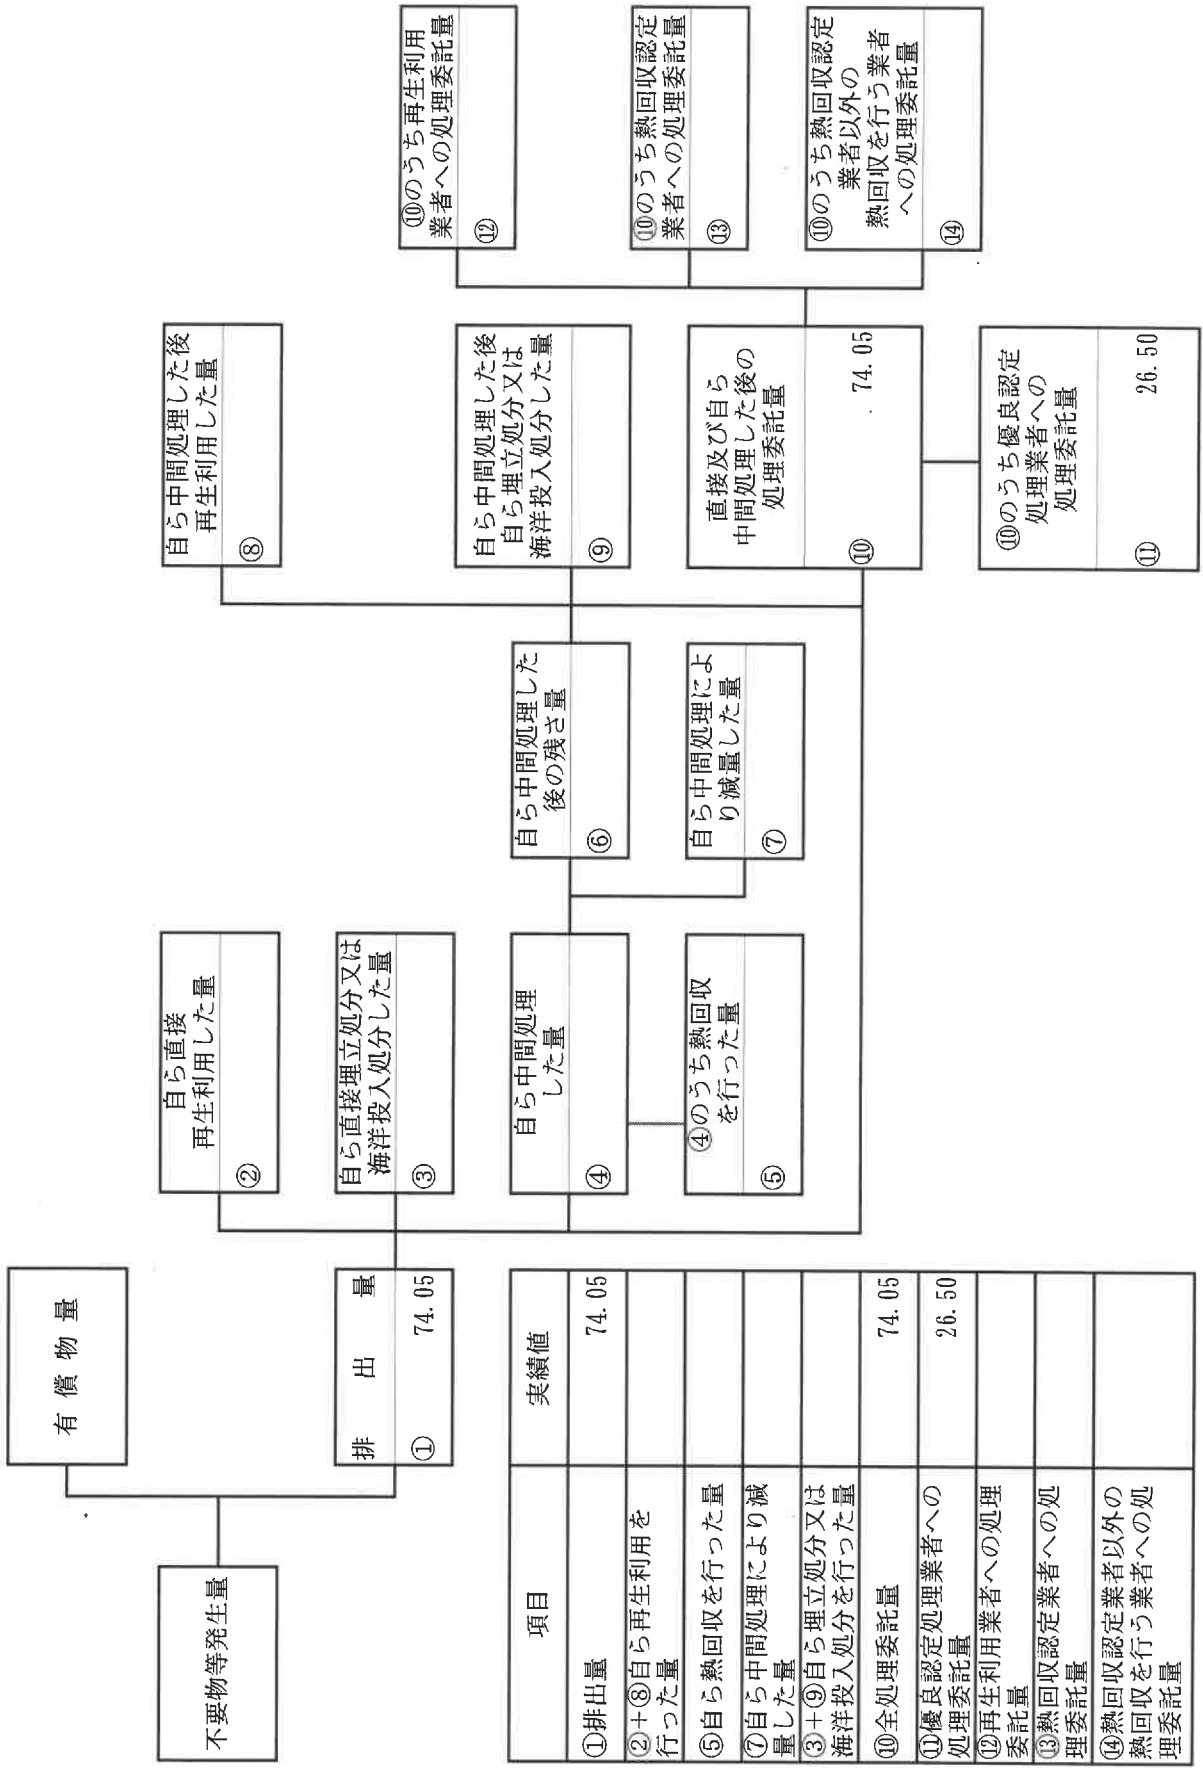 不要物等発生量
有償物量
排出量
① 74.05
自ら直接
再生利用した量
②
自ら直接埋立処分又は
海洋投入処分した量
③
自ら中間処理
した量
④
④のうち熱回収
を行った量
⑤
自ら中間処理した
後の残さ量
⑥
自ら中間処理によ
り減量した量
⑦
自ら中間処理した後
再生利用した量
⑧
自ら中間処理した後
自ら埋立処分又は
海洋投入処分した量
⑨
直接及び自ら
中間処理した後の
処理委託量
⑩ 74.05
⑩のうち優良認定
処理業者への
処理委託量
⑪ 26.50
⑩のうち再生利用
業者への処理委託量
⑫
⑩のうち熱回収認定
業者への処理委託量
⑬
⑩のうち熱回収認定
業者以外の
熱回収を行う業者
への処理委託量
⑭
項目 実績値
①排出量 74.05
②+⑧自ら再生利用を
行った量
⑤自ら熱回収を行った量
⑦自ら中間処理により減
量した量
③+⑨自ら埋立処分又は
海洋投入処分を行った量
⑩全処理委託量 74.05
⑪優良認定処理業者への
処理委託量 26.50
⑫再生利用業者への処理
委託量
⑬熱回収認定業者への処
理委託量
⑭熱回収認定業者以外の
熱回収を行う業者への処
理委託量